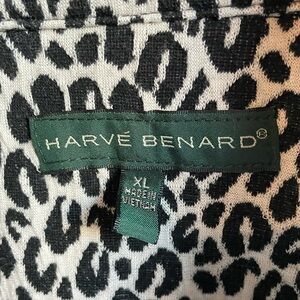 HARVÉ BENARD®
XL
MADE IN
VIETNAM